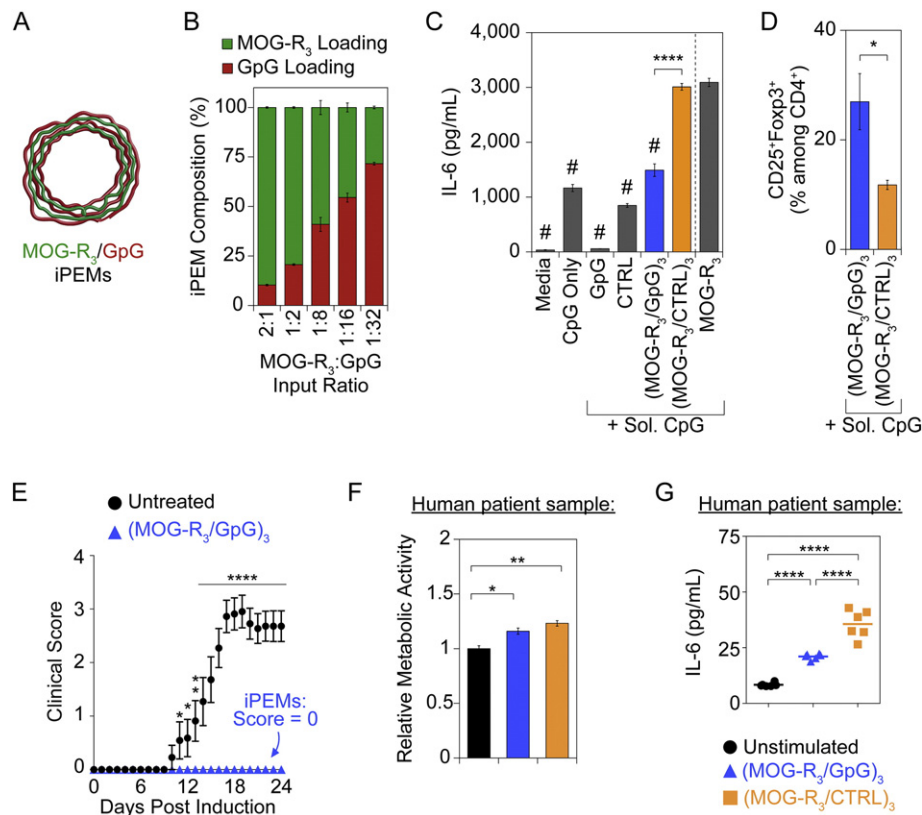 A
MOG-R3/GpG
iPEMs
B
MOG-R3 Loading
GpG Loading
iPEM Composition (%)
100
75
50
25
0
2:1
1:2
1:8
1:16
1:32
MOG-R3:GpG
Input Ratio
C
IL-6 (pg/mL)
4,000
3,000
2,000
1,000
0
#
#
#
#
#
****
Media
CpG Only
GpG
CTRL
(MOG-R3/GpG)3
(MOG-R3/CTRL)3
MOG-R3
+ Sol. CpG
D
CD25+Foxp3+
(% among CD4+)
40
20
0
*
(MOG-R3/GpG)3
(MOG-R3/CTRL)3
+ Sol. CpG
E
Untreated
(MOG-R3/GpG)3
Clinical Score
4
3
2
1
0
****
*
*
**
iPEMs:
Score = 0
0
6
12
18
24
Days Post Induction
F
Human patient sample:
Relative Metabolic Activity
2
1.5
1
0.5
0
**
*
G
Human patient sample:
IL-6 (pg/mL)
75
50
25
0
****
**** ****
Unstimulated
(MOG-R3/GpG)3
(MOG-R3/CTRL)3